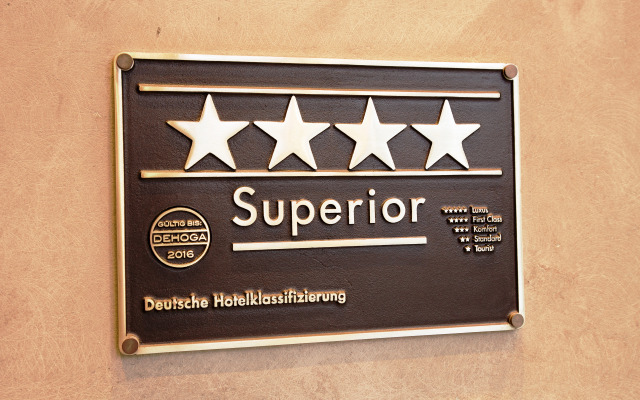 Superior
GÜLTIG BIS:
DEHOGA
2016
***** Luxus
**** First Class
*** Komfort
** Standard
* Tourist
Deutsche Hotelklassifizierung